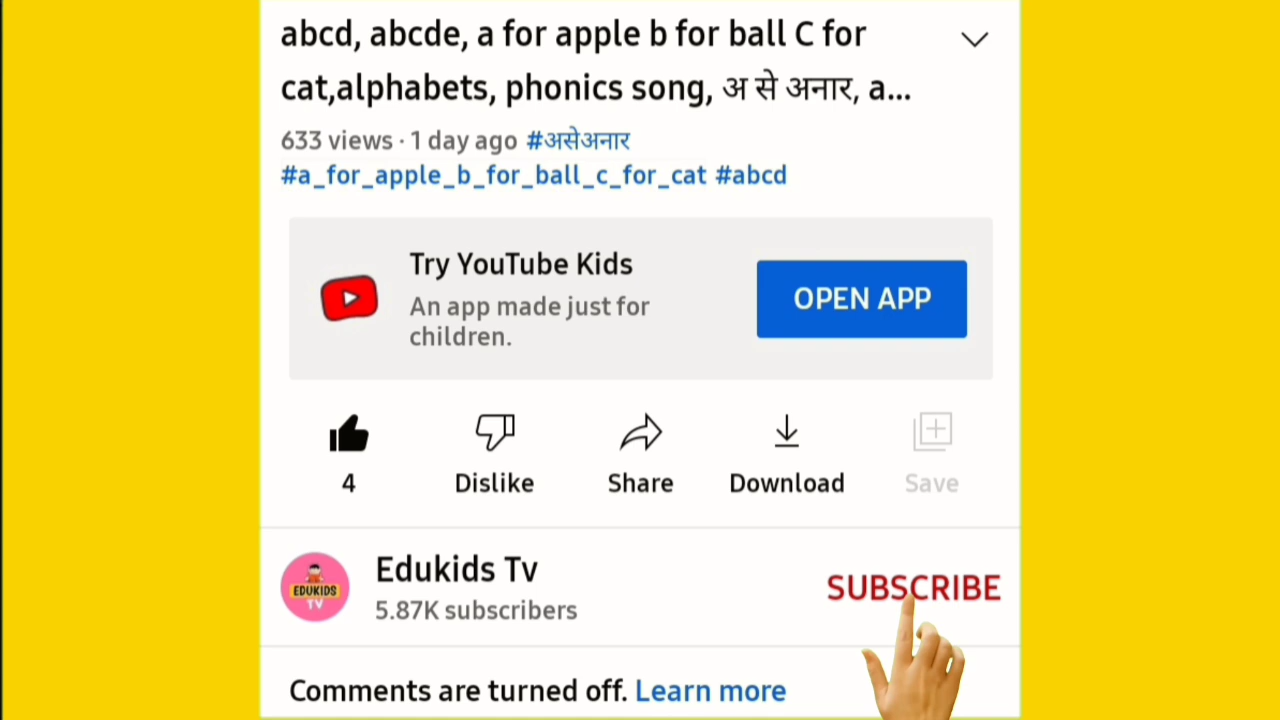 abcd, abcde, a for apple b for ball C for
cat,alphabets, phonics song, अ से अनार, a...
633 views · 1 day ago #असेअनार
#a_for_apple_b_for_ball_c_for_cat #abcd
Try YouTube Kids
An app made just for
children.
OPEN APP
4
Dislike
Share
Download
Save
EDUKIDS
TV
Edukids Tv
5.87K subscribers
SUBSCRIBE
Comments are turned off. Learn more